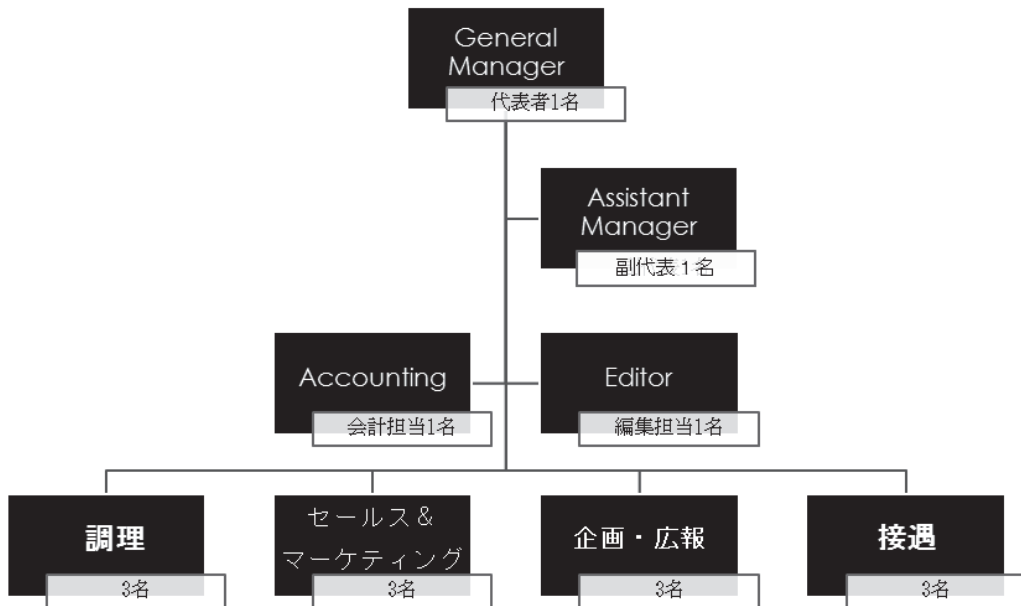 General
Manager
代表者1名
Assistant
Manager
副代表１名
Accounting
会計担当1名
Editor
編集担当1名
調理
3名
セールス＆
マーケティング
3名
企画・広報
3名
接遇
3名